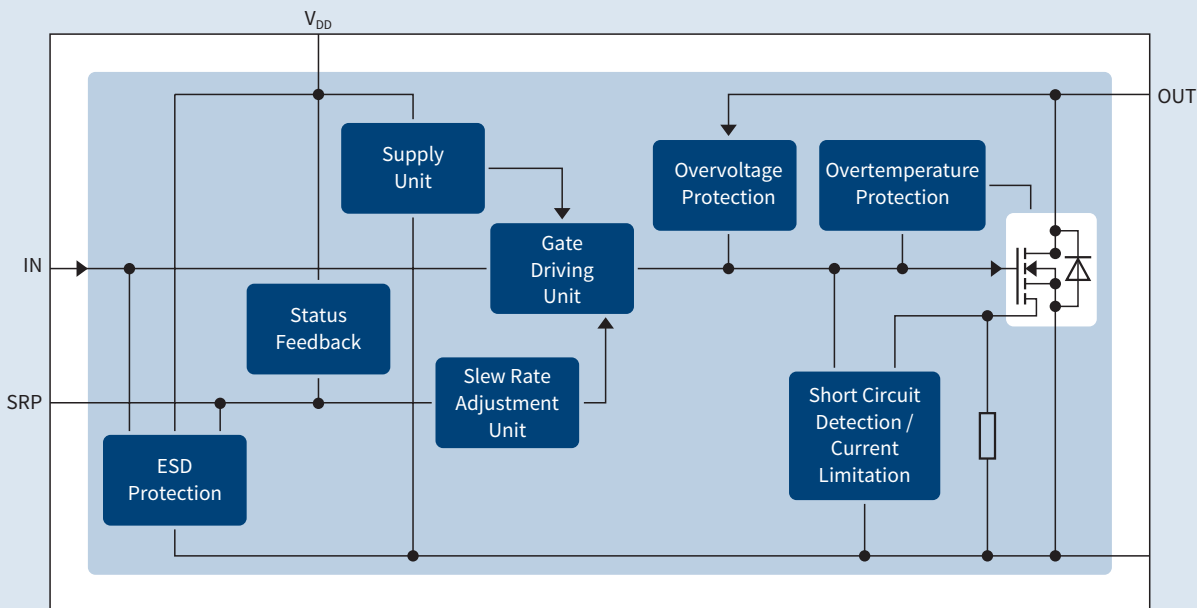 V_DD
OUT
Supply
Unit
Overvoltage
Protection
Overtemperature
Protection
IN
Gate
Driving
Unit
Status
Feedback
SRP
Slew Rate
Adjustment
Unit
Short Circuit
Detection /
Current
Limitation
ESD
Protection